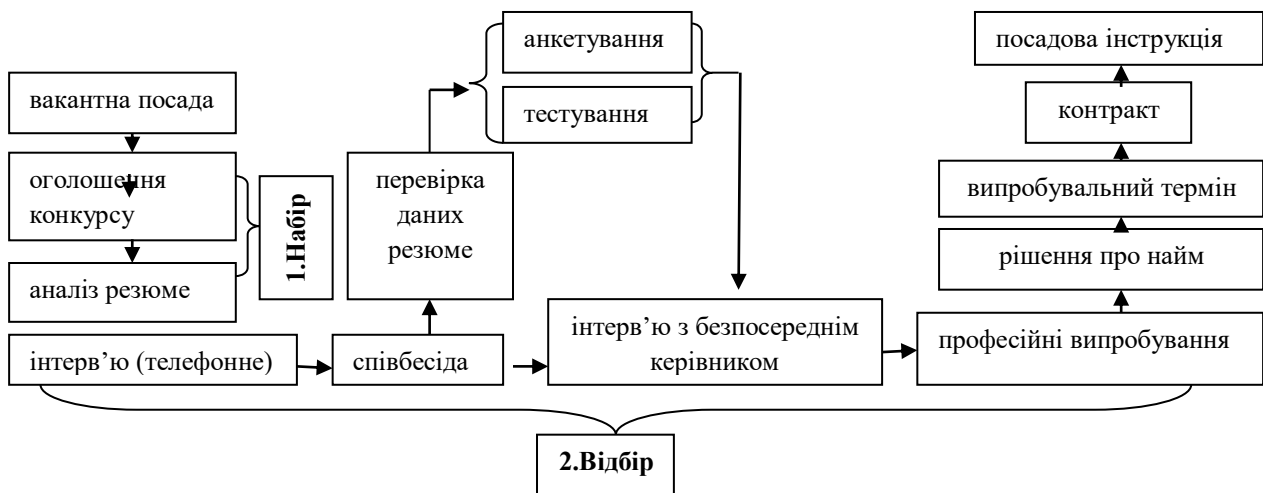 вакантна посада
оголошення
конкурсу
аналіз резюме
1.Набір
інтерв’ю (телефонне)
співбесіда
перевірка
даних
резюме
анкетування
тестування
інтерв’ю з безпосереднім
керівником
професійні випробування
рішення про найм
випробувальний термін
контракт
посадова інструкція
2.Відбір